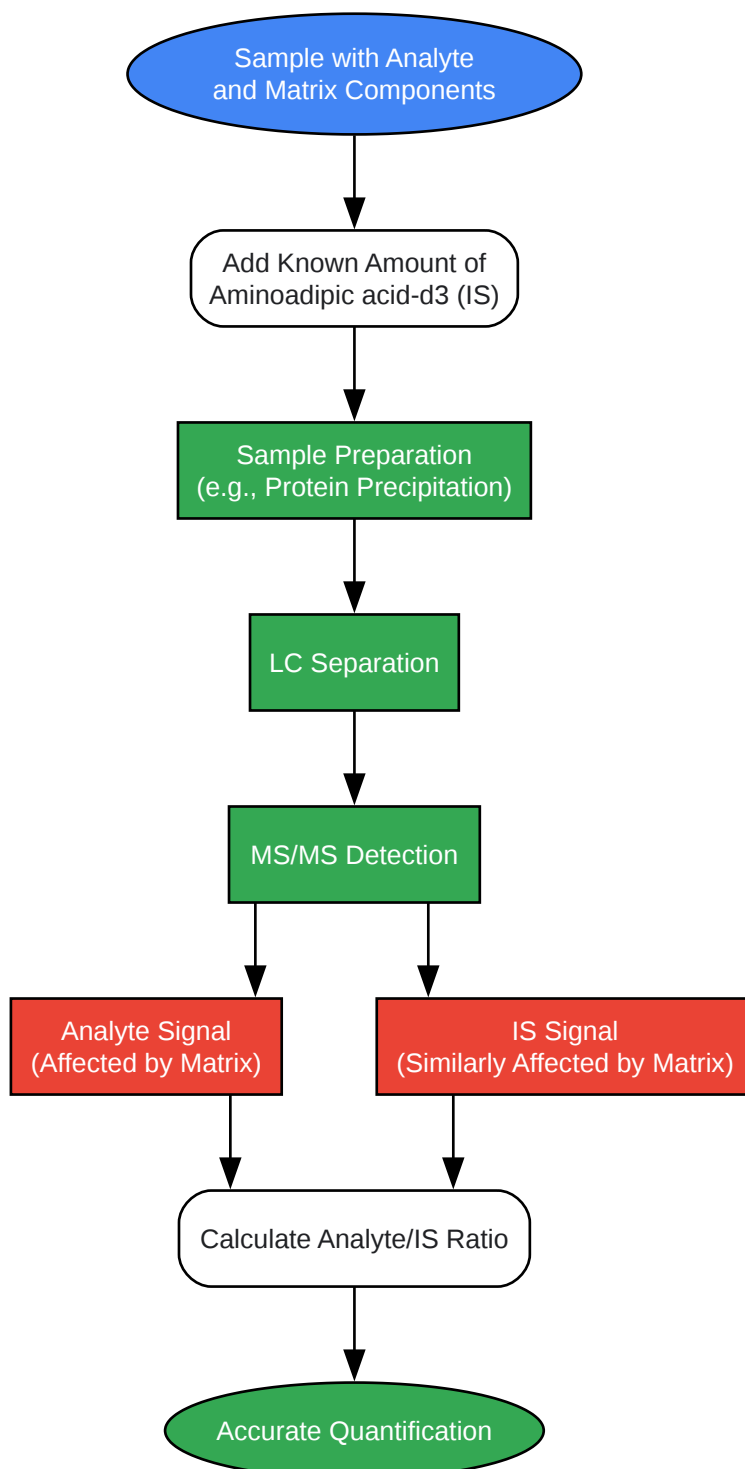 Sample with Analyte
and Matrix Components
Add Known Amount of
Aminoadipic acid-d3 (IS)
Sample Preparation
(e.g., Protein Precipitation)
LC Separation
MS/MS Detection
Analyte Signal
(Affected by Matrix)
IS Signal
(Similarly Affected by Matrix)
Calculate Analyte/IS Ratio
Accurate Quantification